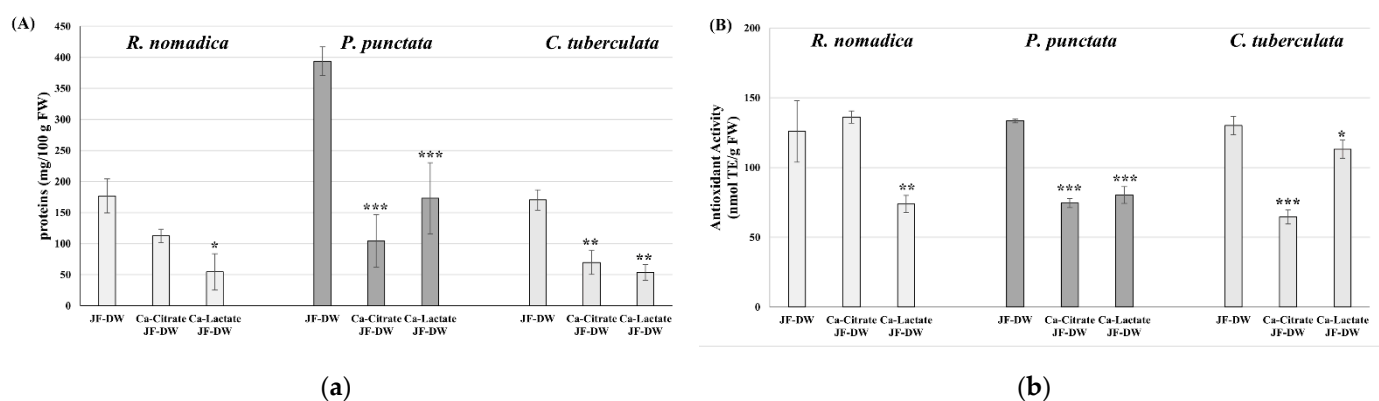 (A)
R. nomadica P. punctata C. tuberculata
proteins (mg/100 g FW)
450
400
350
300
250
200
150
100
50
0
* *** *** ** **
JF-DW Ca-Citrate JF-DW Ca-Lactate JF-DW JF-DW Ca-Citrate JF-DW Ca-Lactate JF-DW JF-DW Ca-Citrate JF-DW Ca-Lactate JF-DW
(a)
(B)
R. nomadica P. punctata C. tuberculata
Antioxidant Activity
(nmol TE/g FW)
200
150
100
50
0
** *** *** *** *
JF-DW Ca-Citrate JF-DW Ca-Lactate JF-DW JF-DW Ca-Citrate JF-DW Ca-Lactate JF-DW JF-DW Ca-Citrate JF-DW Ca-Lactate JF-DW
(b)